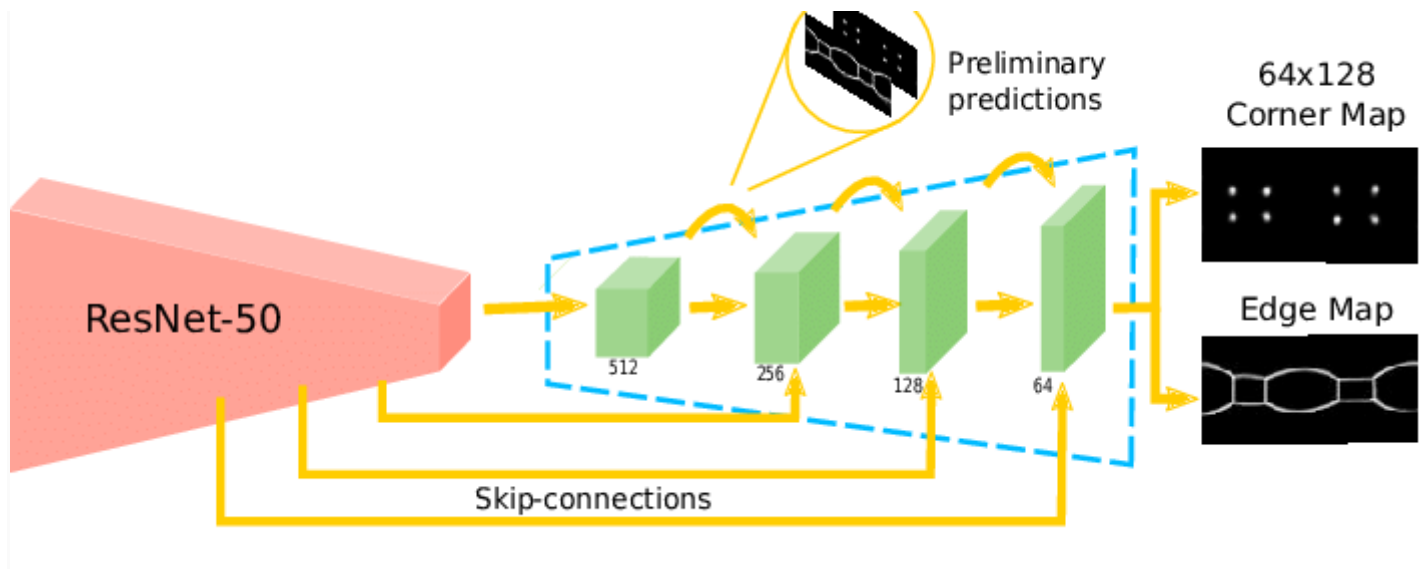 Preliminary
predictions
64x128
Corner Map
ResNet-50
512
256
128
64
Edge Map
Skip-connections